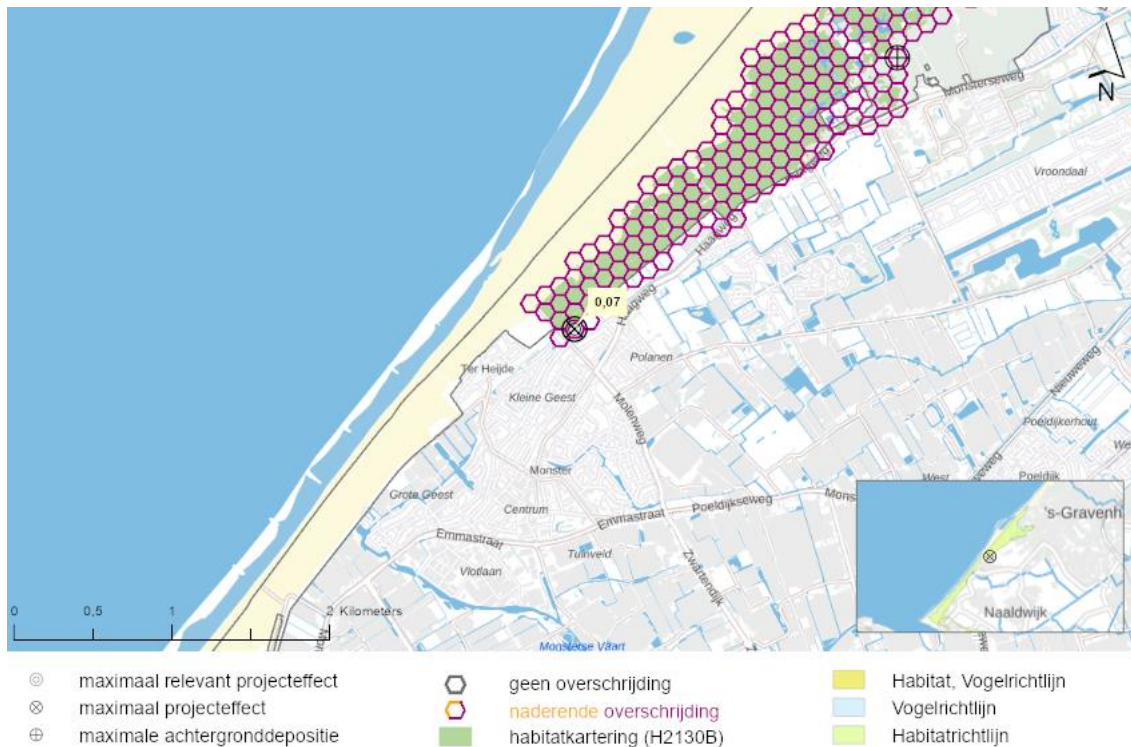 Monsterseweg
N
Vroondaal
Haagweg
0,07
Haagweg
Polanen
Ter Heijde
Kleine Geest
Molenweg
Nieuweweg
Poeldijkerhout
Monster
West
Poeldijk
Grote Geest
Centrum
Poeldijkseweg
Emmastraat
's-Gravenh
Emmastraat
Tuinveld
Zwartendijk
Vlotlaan
0 0,5 1 2 Kilometers
Naaldwijk
Monsterse Vaart
maximaal relevant projecteffect
geen overschrijding
Habitat, Vogelrichtlijn
maximaal projecteffect
naderende overschrijding
Vogelrichtlijn
maximale achtergronddepositie
habitatkartering (H2130B)
Habitatrichtlijn